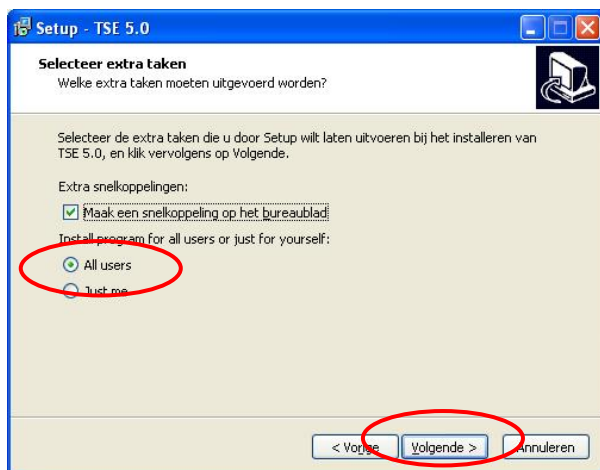 Setup - TSE 5.0
Selecteer extra taken
Welke extra taken moeten uitgevoerd worden?
Selecteer de extra taken die u door Setup wilt laten uitvoeren bij het installeren van
TSE 5.0, en klik vervolgens op Volgende.
Extra snelkoppelingen:
Maak een snelkoppeling op het bureaublad
Install program for all users or just for yourself:
All users
Just me
< Vorige Volgende > Annuleren